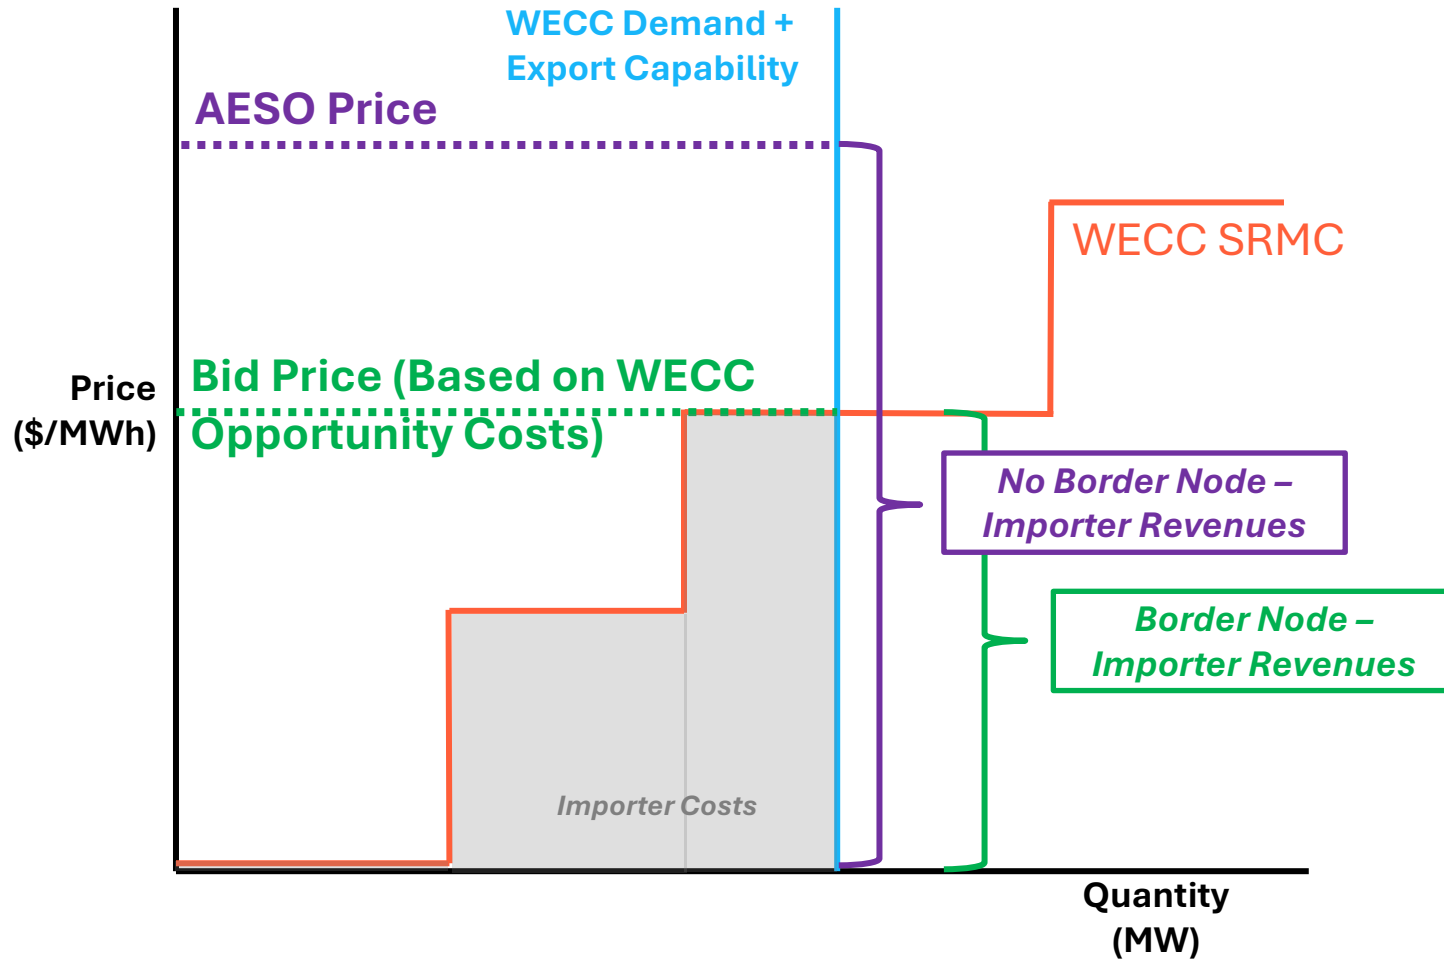 WECC Demand +
Export Capability
AESO Price
WECC SRMC
Bid Price (Based on WECC
Opportunity Costs)
Price
($/MWh)
No Border Node –
Importer Revenues
Border Node –
Importer Revenues
Importer Costs
Quantity
(MW)